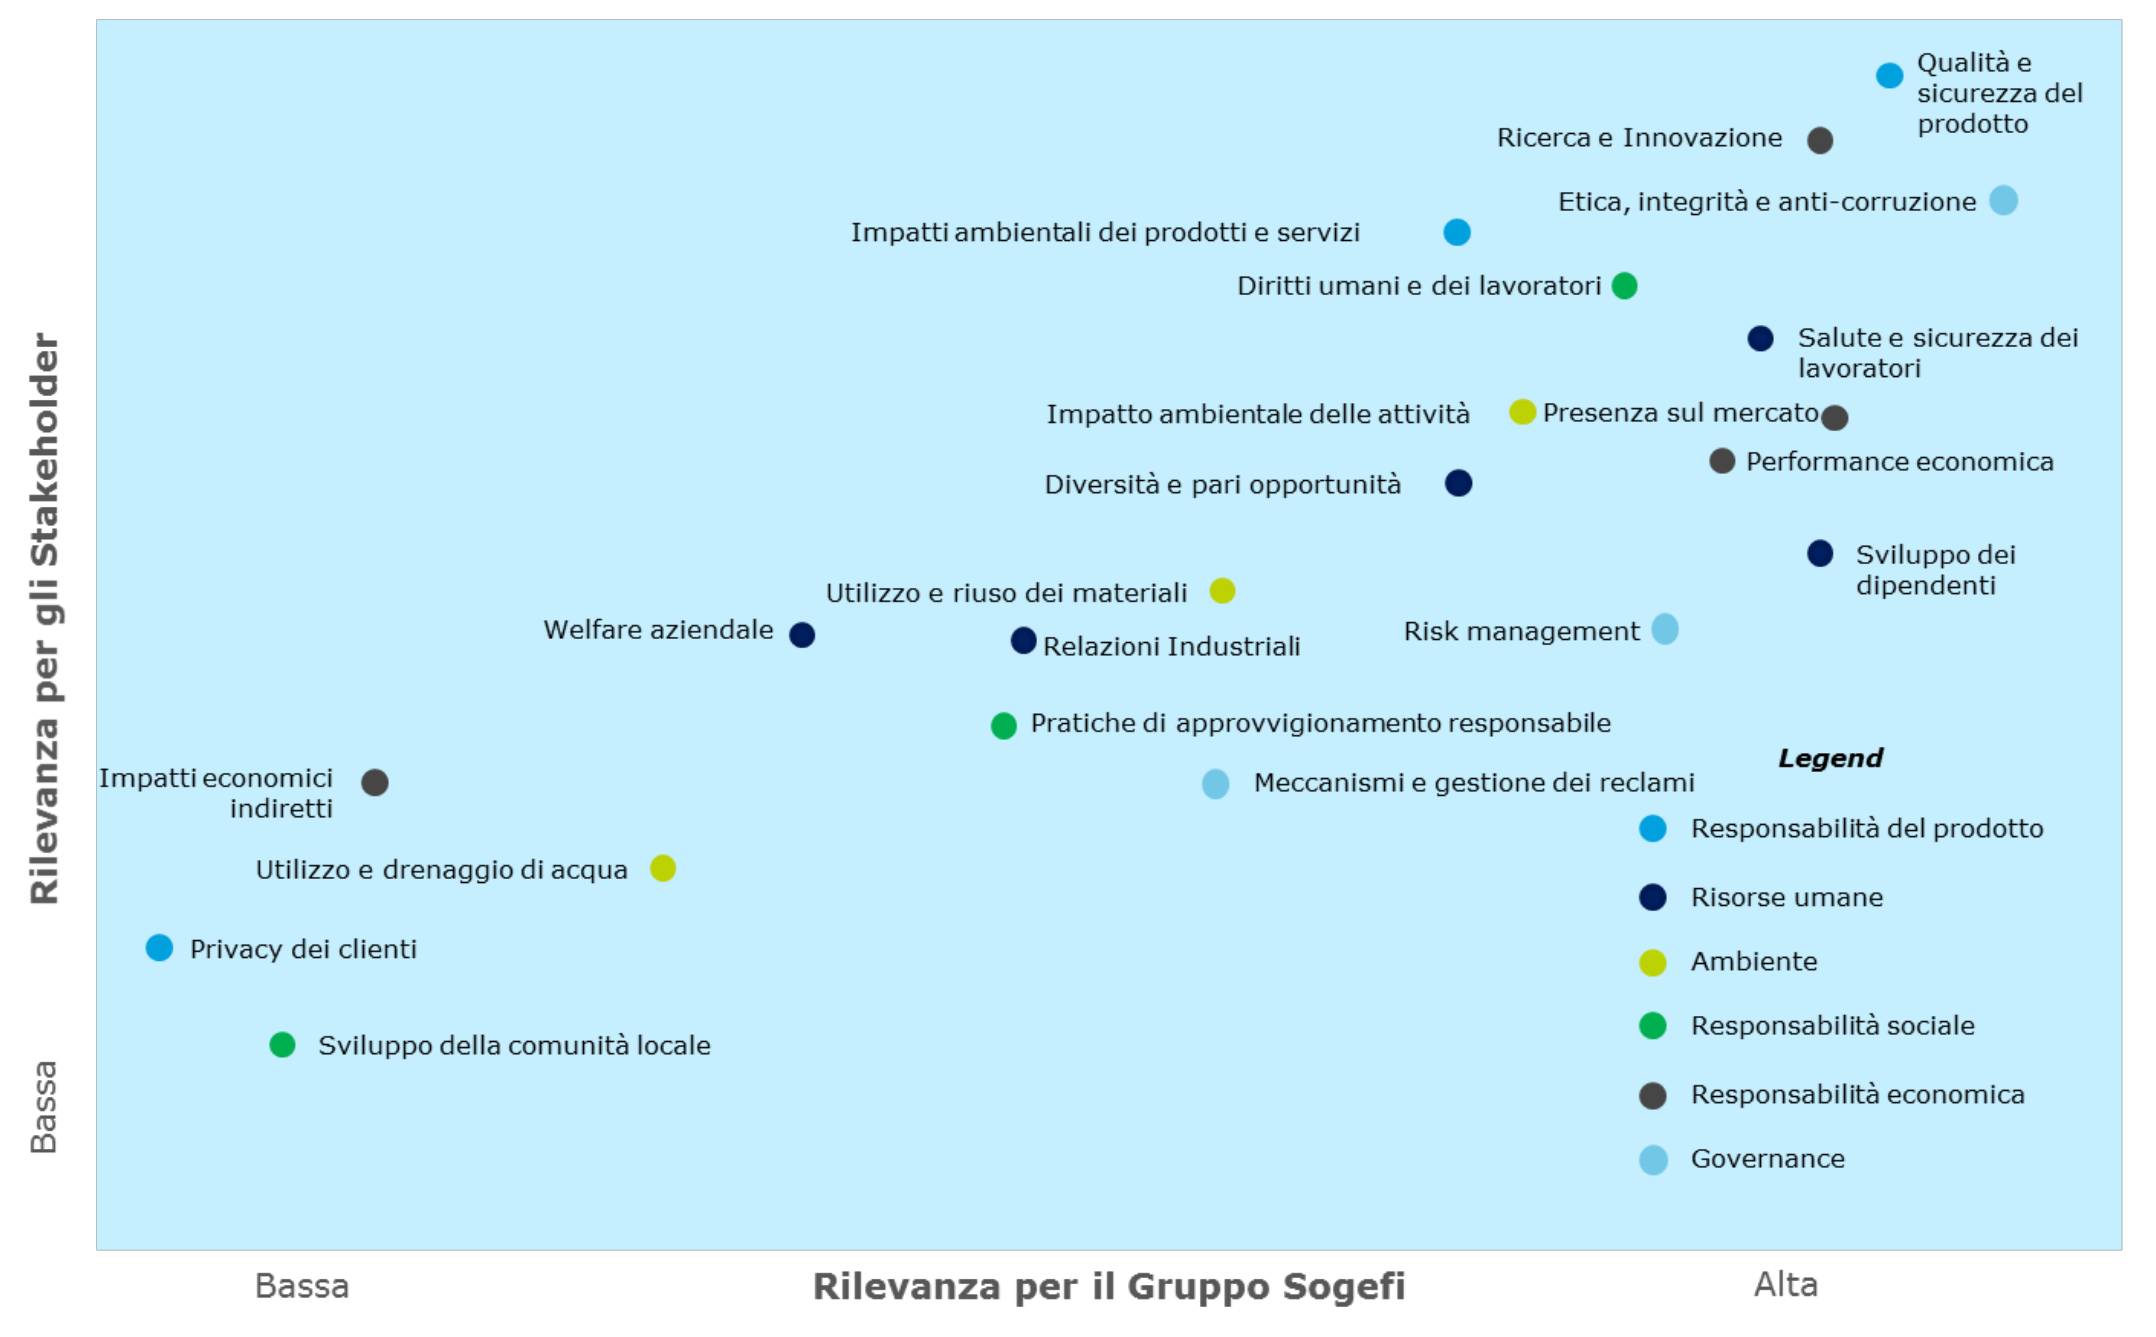 Qualità e
sicurezza del
prodotto
Ricerca e Innovazione
Etica, integrità e anti-corruzione
Impatti ambientali dei prodotti e servizi
Diritti umani e dei lavoratori
Salute e sicurezza dei
lavoratori
Impatto ambientale delle attività
Presenza sul mercato
Performance economica
Diversità e pari opportunità
Sviluppo dei
dipendenti
Utilizzo e riuso dei materiali
Welfare aziendale
Relazioni Industriali
Risk management
Pratiche di approvvigionamento responsabile
Impatti economici
indiretti
Meccanismi e gestione dei reclami
Utilizzo e drenaggio di acqua
Privacy dei clienti
Sviluppo della comunità locale
Legend
Responsabilità del prodotto
Risorse umane
Ambiente
Responsabilità sociale
Responsabilità economica
Governance
Rilevanza per gli Stakeholder
Bassa
Bassa
Rilevanza per il Gruppo Sogefi
Alta